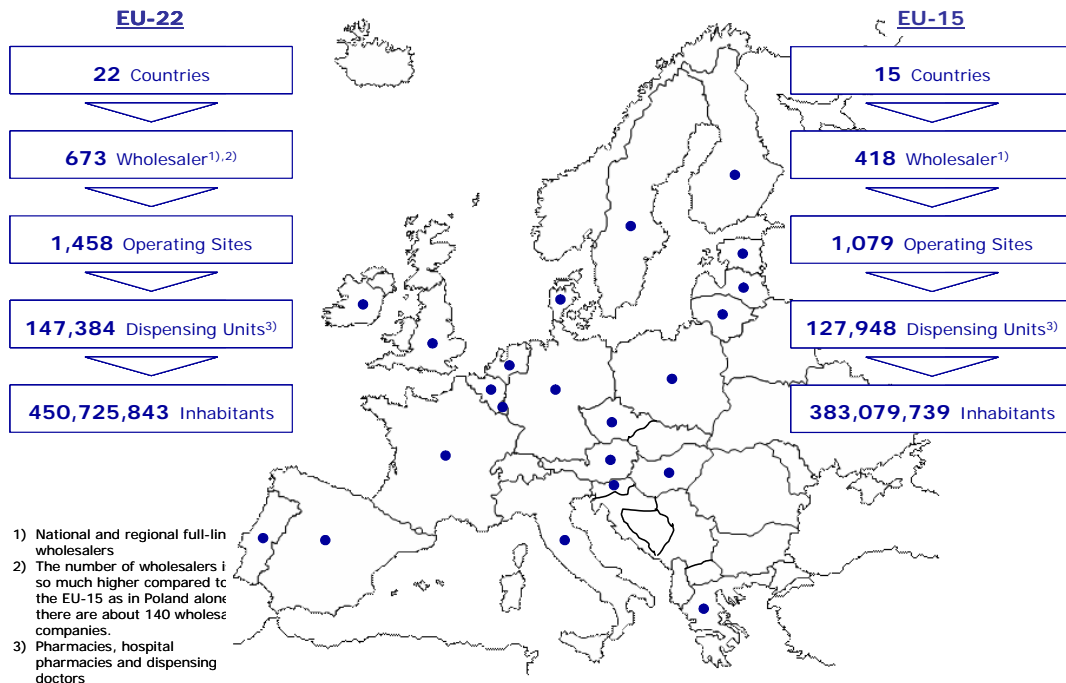 EU-22
22 Countries
673 Wholesaler1),2)
1,458 Operating Sites
147,384 Dispensing Units3)
450,725,843 Inhabitants
EU-15
15 Countries
418 Wholesaler1)
1,079 Operating Sites
127,948 Dispensing Units3)
383,079,739 Inhabitants
1) National and regional full-lin
wholesalers
2) The number of wholesalers i
so much higher compared to
the EU-15 as in Poland alone
there are about 140 wholesa
companies.
3) Pharmacies, hospital
pharmacies and dispensing
doctors